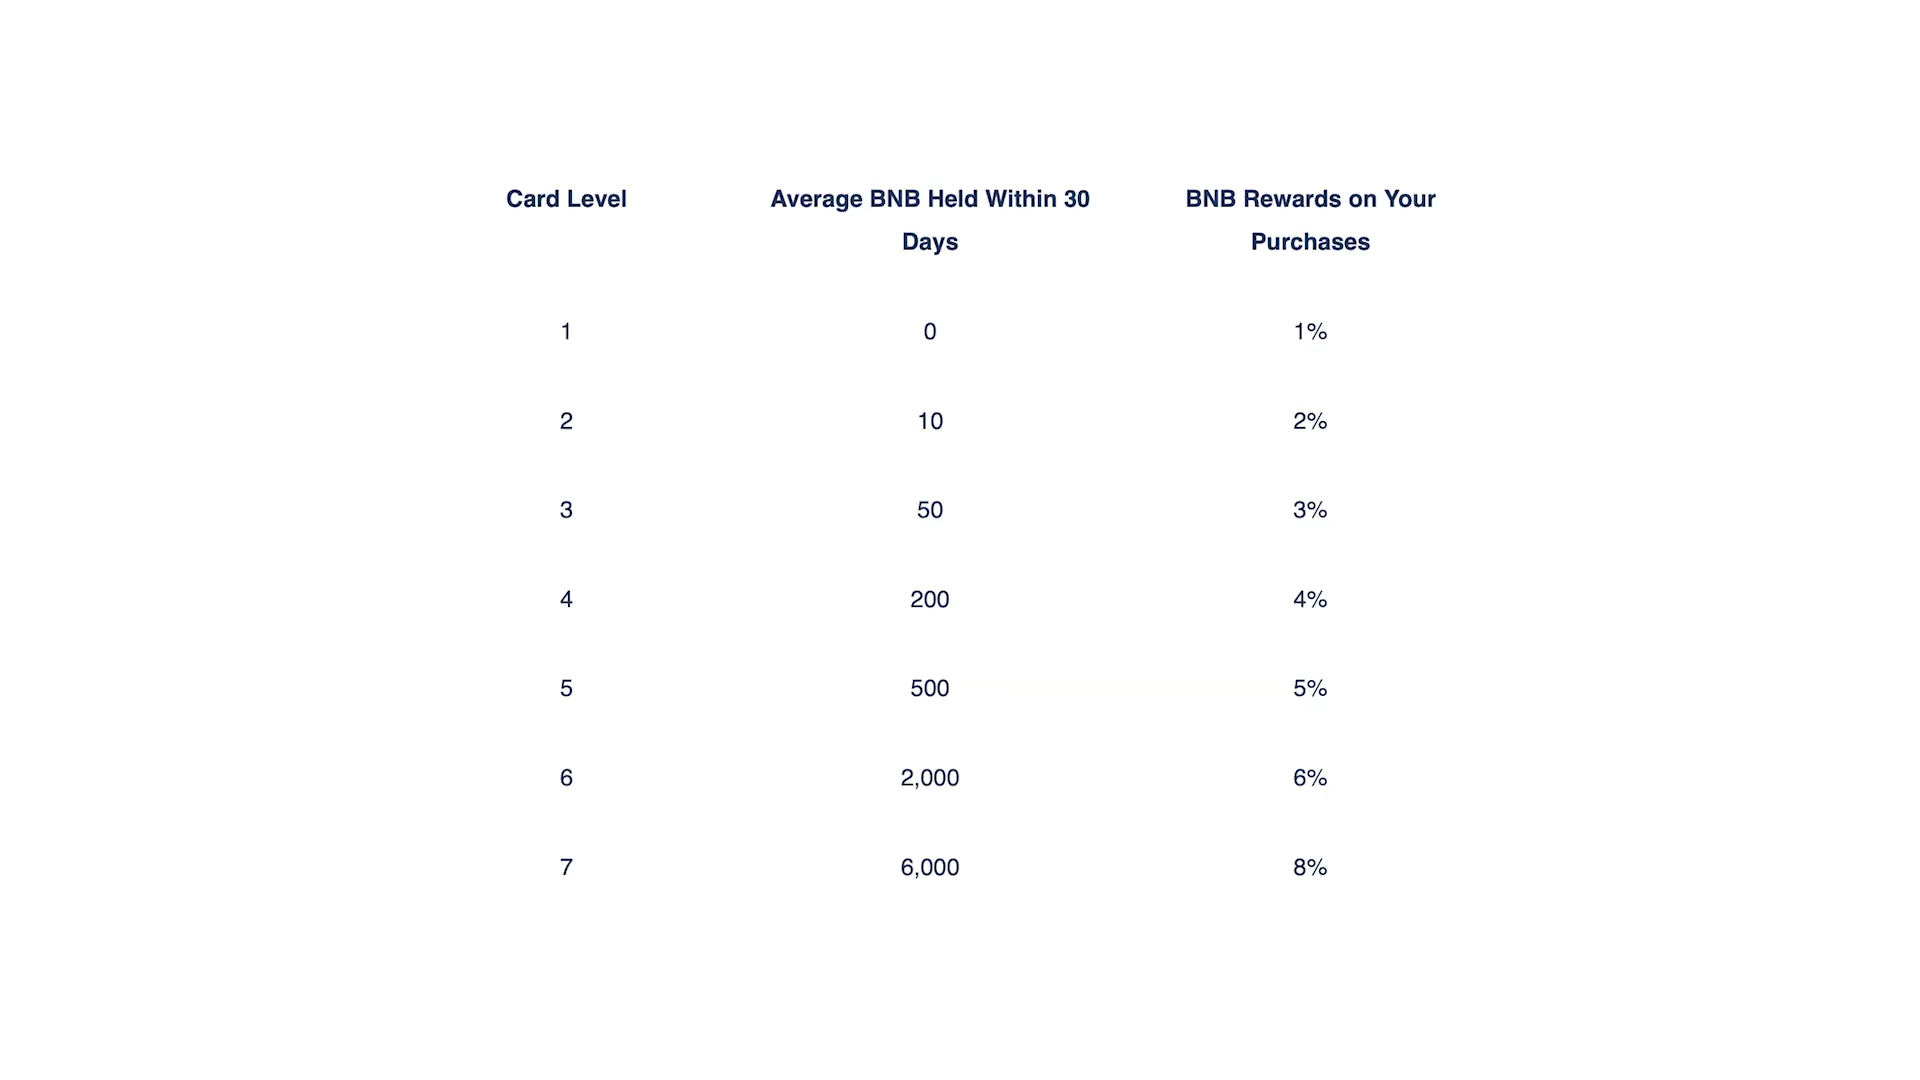 Card Level
Average BNB Held Within 30
Days
BNB Rewards on Your
Purchases
1 0 1%
2 10 2%
3 50 3%
4 200 4%
5 500 5%
6 2,000 6%
7 6,000 8%